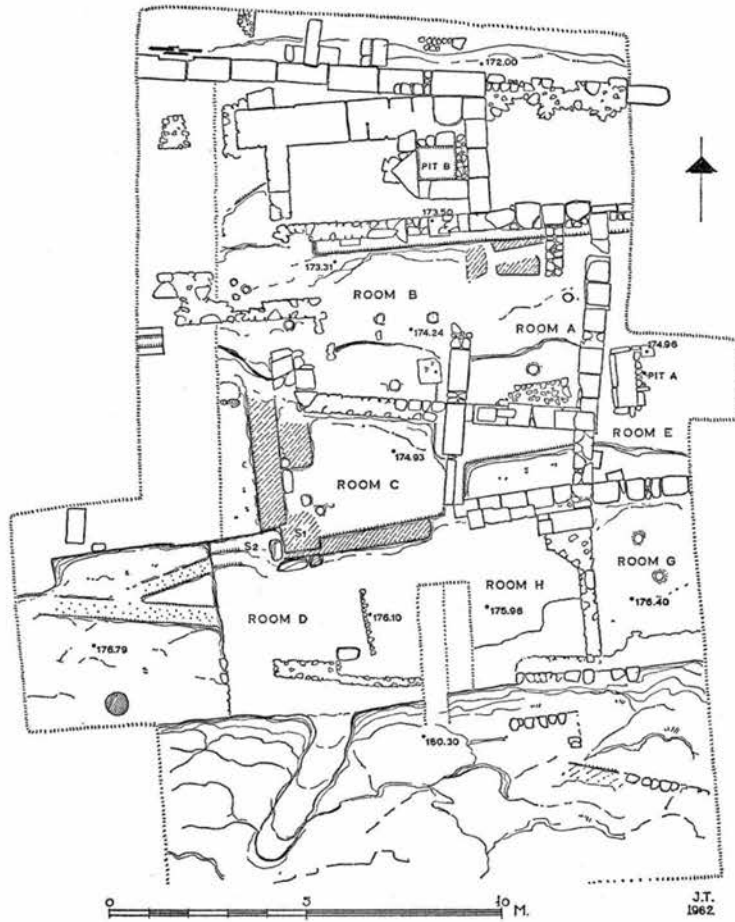 172.00
PIT B
173.50
173.31
ROOM B
ROOM A
174.24
174.96
PIT A
ROOM E
174.93
ROOM C
S1
S2
ROOM G
ROOM H
ROOM D
176.10
175.96
176.40
176.79
180.30
0 5 10 M.
J.T.
1962